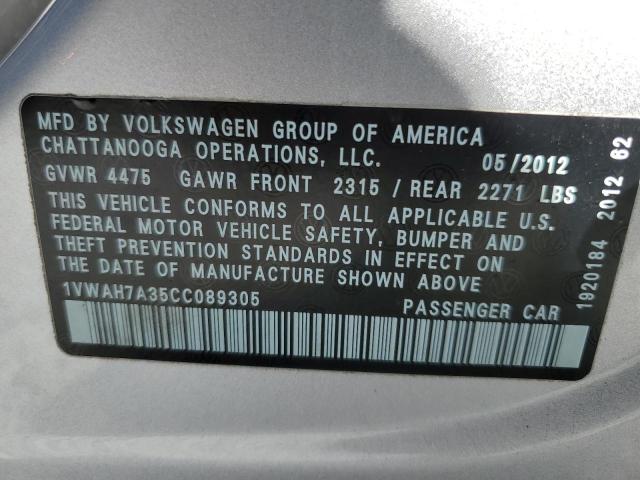 MFD BY VOLKSWAGEN GROUP OF AMERICA
CHATTANOOGA OPERATIONS, LLC. 05/2012
GVWR 4475 GAWR FRONT 2315 / REAR 2271 LBS
THIS VEHICLE CONFORMS TO ALL APPLICABLE U.S.
FEDERAL MOTOR VEHICLE SAFETY, BUMPER AND
THEFT PREVENTION STANDARDS IN EFFECT ON
THE DATE OF MANUFACTURE SHOWN ABOVE
1VWAH7A35CC089305 PASSENGER CAR
1920184 2012 62